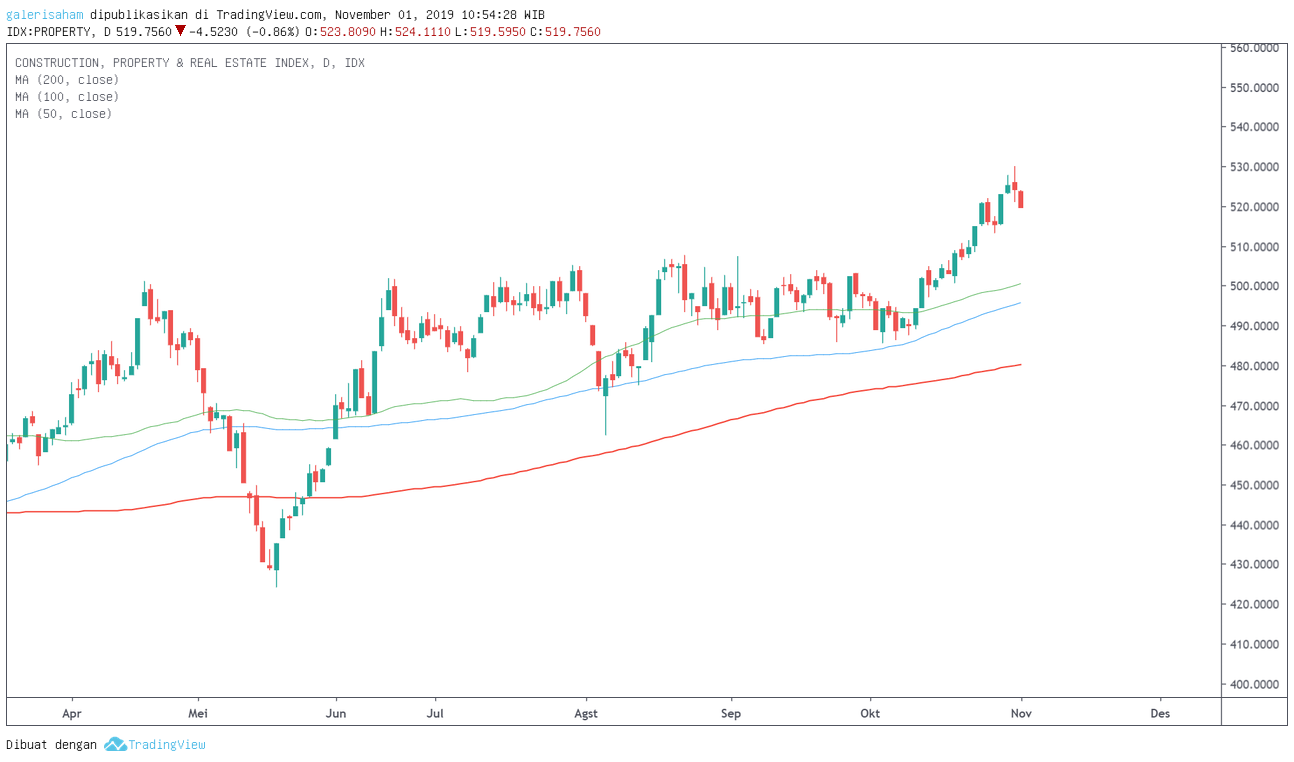 galerisaham dipublikasikan di TradingView.com, November 01, 2019 10:54:28 WIB
IDX:PROPERTY, D 519.7560 ▼ −4.5230 (−0.86%) O:523.8090 H:524.1110 L:519.5950 C:519.7560
CONSTRUCTION, PROPERTY & REAL ESTATE INDEX, D, IDX
MA (200, close)
MA (100, close)
MA (50, close)
560.0000
550.0000
540.0000
530.0000
520.0000
510.0000
500.0000
490.0000
480.0000
470.0000
460.0000
450.0000
440.0000
430.0000
420.0000
410.0000
400.0000
Apr Mei Jun Jul Agst Sep Okt Nov Des
Dibuat dengan TradingView